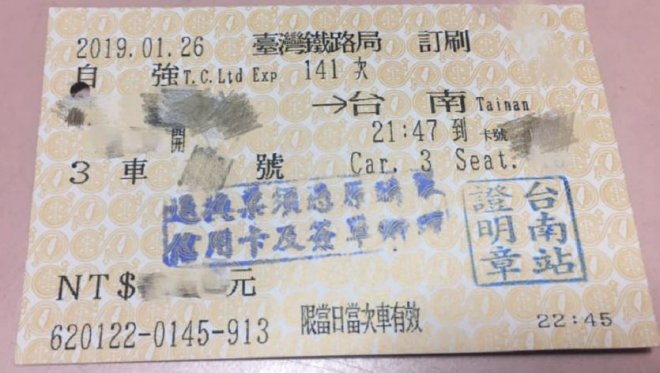 2019.01.26 臺灣鐵路局 訂刷
自 強 T.C.Ltd Exp 141 次
→台 南 Tainan
開 21:47 到 卡號
3 車 號 Car. 3 Seat.
退換票須憑原購票
信用卡及簽單辦理
台南站
證明章
NT$ 元
限當日當次車有效
620122-0145-913
22:45